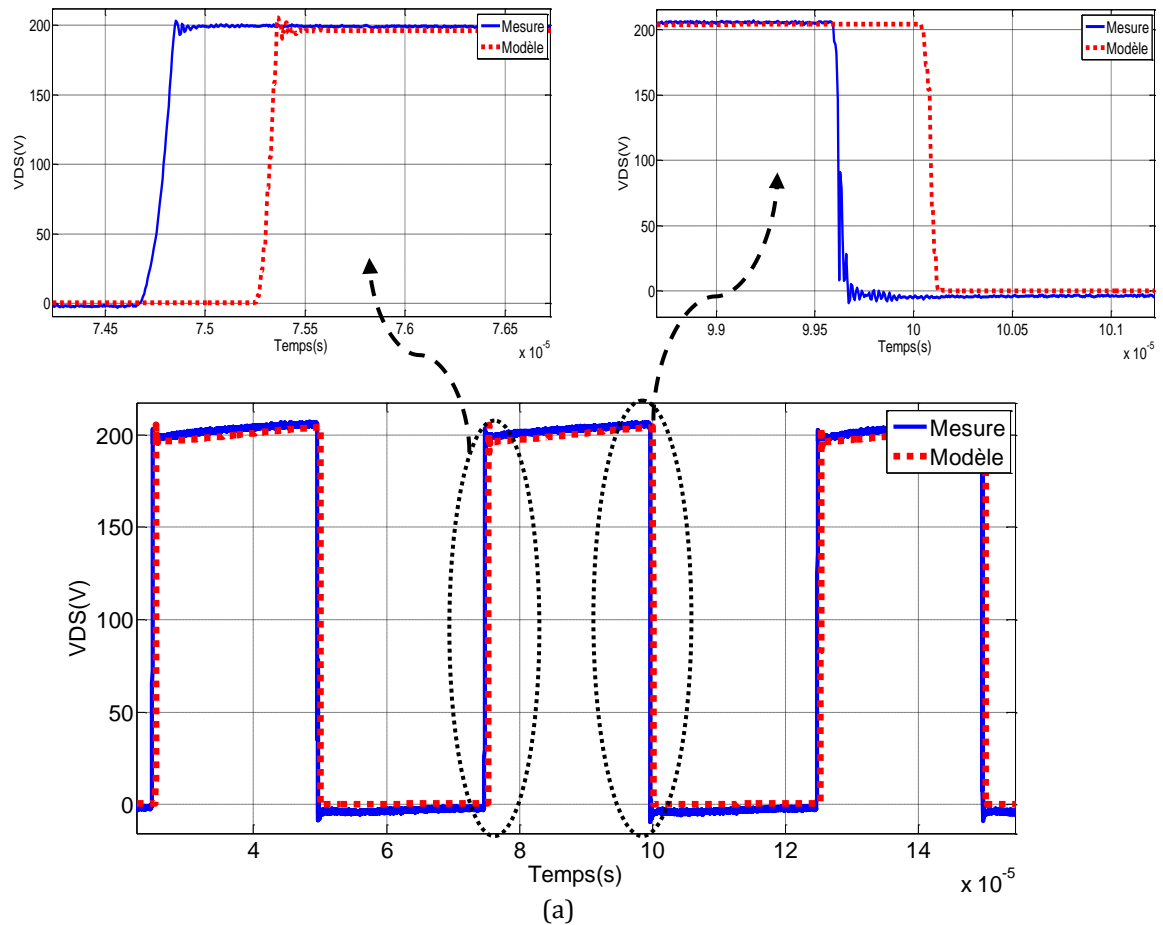 200
150
100
50
0
VDS(V)
Mesure
Modèle
7.45 7.5 7.55 7.6 7.65
Temps(s)
x 10-5
200
150
100
50
0
VDS(V)
Mesure
Modèle
9.9 9.95 10 10.05 10.1
Temps(s)
x 10-5
200
150
100
50
0
VDS(V)
Mesure
Modèle
4 6 8 10 12 14
Temps(s)
x 10-5
(a)